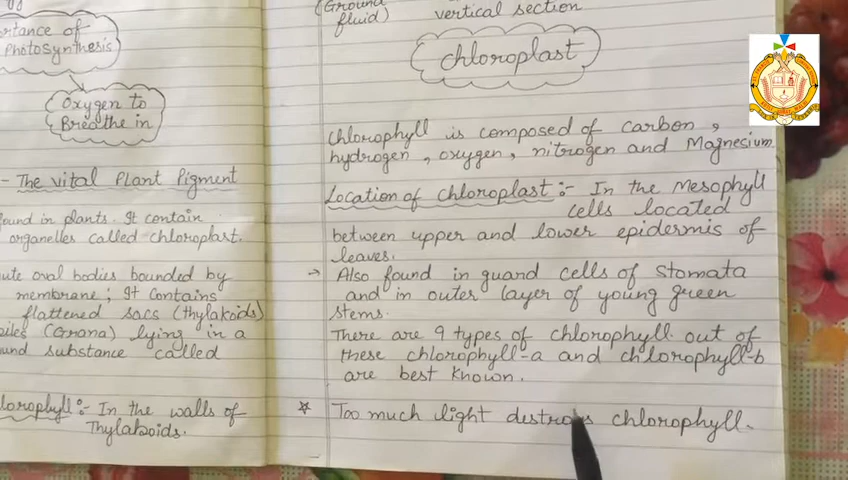 rtance of
Photosynthesis
Oxygen to
Breathe in
- The Vital Plant Pigment
found in plants. It contain
organelles called chloroplast.
ute oval bodies bounded by
membrane; It contains
flattened sacs (thylakoids)
piles (Grana) lying in a
und substance called
lorophyll :- In the walls of
Thylakoids.
(Ground
fluid)
vertical section
chloroplast
Chlorophyll is composed of carbon,
hydrogen, oxygen, nitrogen and Magnesium
Location of chloroplast :- In the Mesophyll
cells located
between upper and lower epidermis of
leaves.
→ Also found in guard cells of stomata
and in outer layer of young green
stems.
There are 9 types of chlorophyll out of
these chlorophyll-a and chlorophyll-b
are best known.
☆ Too much light destroys chlorophyll.